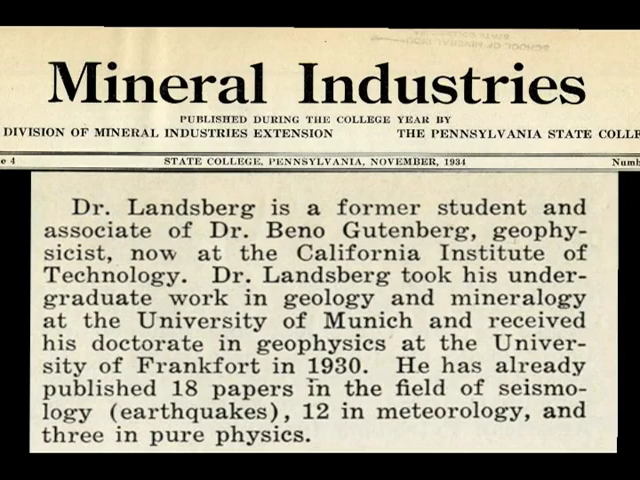 Mineral Industries
PUBLISHED DURING THE COLLEGE YEAR BY
DIVISION OF MINERAL INDUSTRIES EXTENSION THE PENNSYLVANIA STATE COLLE
e 4 STATE COLLEGE, PENNSYLVANIA, NOVEMBER, 1934 Numb
Dr. Landsberg is a former student and
associate of Dr. Beno Gutenberg, geophy-
sicist, now at the California Institute of
Technology. Dr. Landsberg took his under-
graduate work in geology and mineralogy
at the University of Munich and received
his doctorate in geophysics at the Univer-
sity of Frankfort in 1930. He has already
published 18 papers in the field of seismo-
logy (earthquakes), 12 in meteorology, and
three in pure physics.